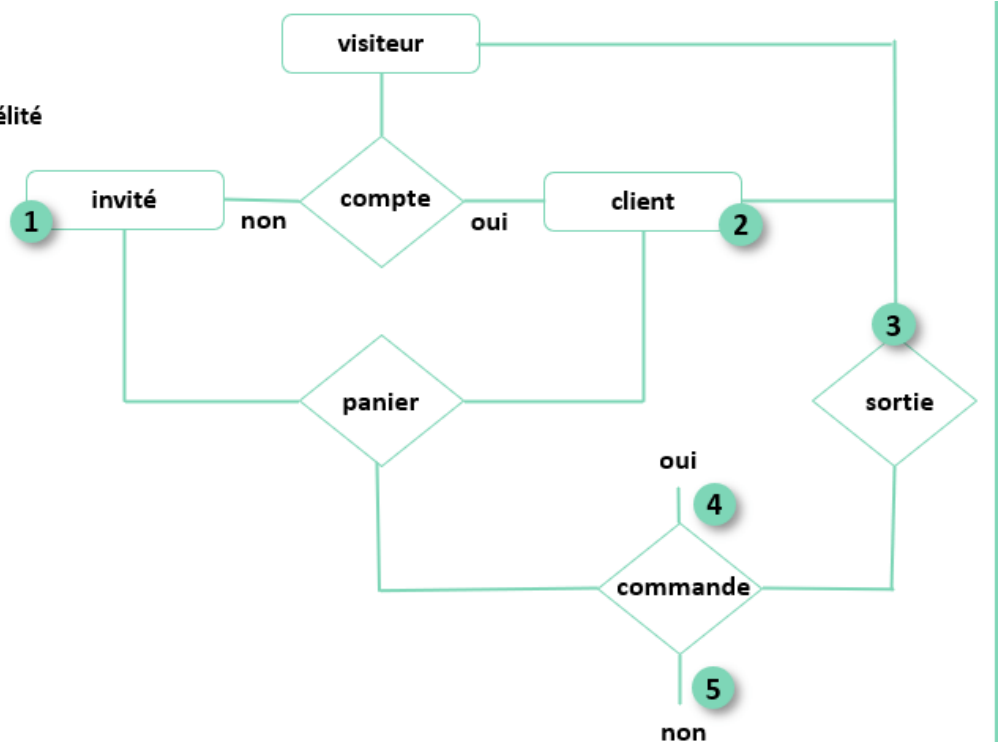 visiteur
élité
invité
compte
client
1
non
oui
2
3
panier
sortie
oui
4
commande
5
non